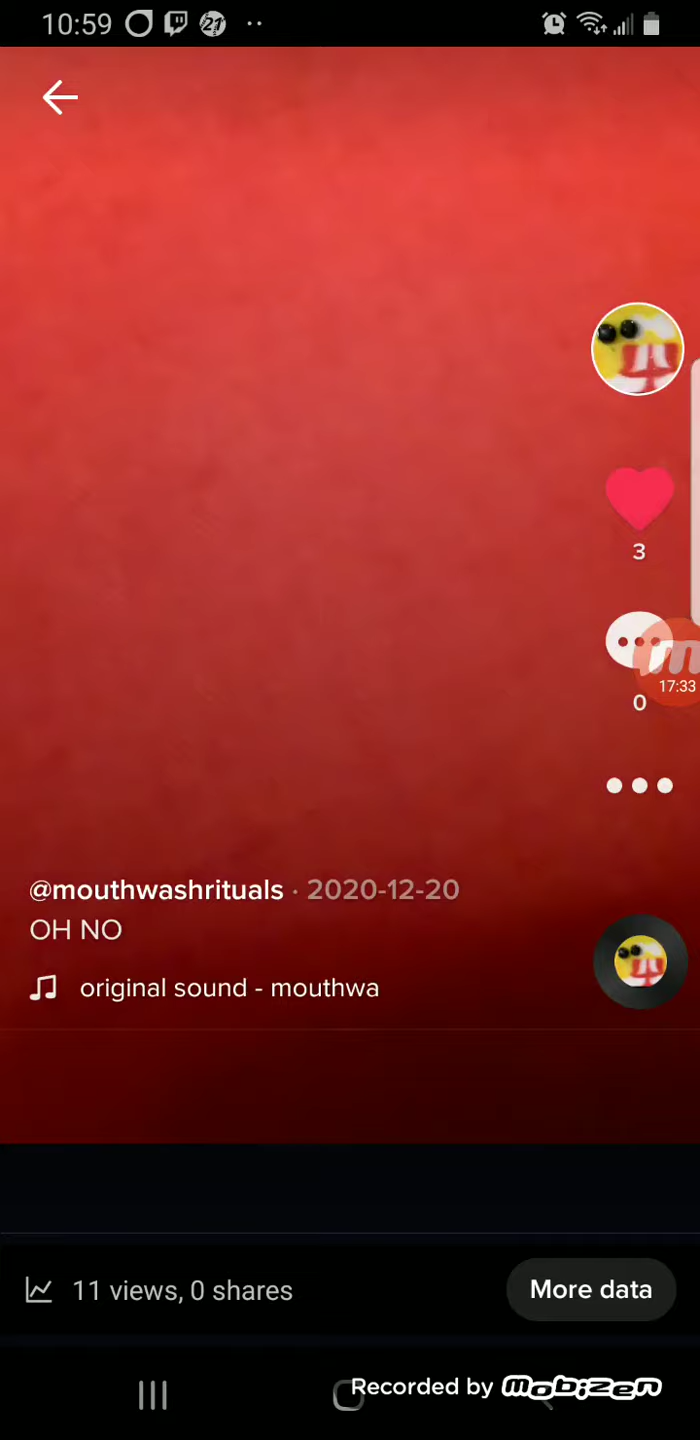 10:59
21
3
17:33
0
@mouthwashrituals · 2020-12-20
OH NO
original sound - mouthwa
11 views, 0 shares
More data
Recorded by mobizen